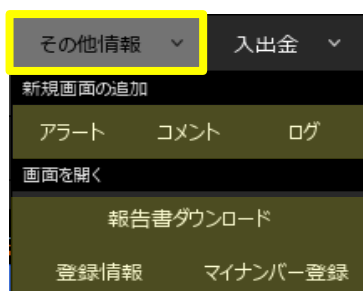 その他情報 入出金
新規画面の追加
アラート コメント ログ
画面を開く
報告書ダウンロード
登録情報 マイナンバー登録